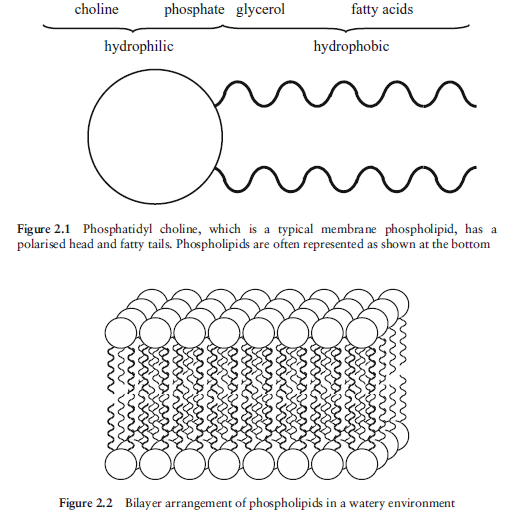 choline phosphate glycerol fatty acids
hydrophilic hydrophobic
Figure 2.1 Phosphatidyl choline, which is a typical membrane phospholipid, has a
polarised head and fatty tails. Phospholipids are often represented as shown at the bottom
Figure 2.2 Bilayer arrangement of phospholipids in a watery environment